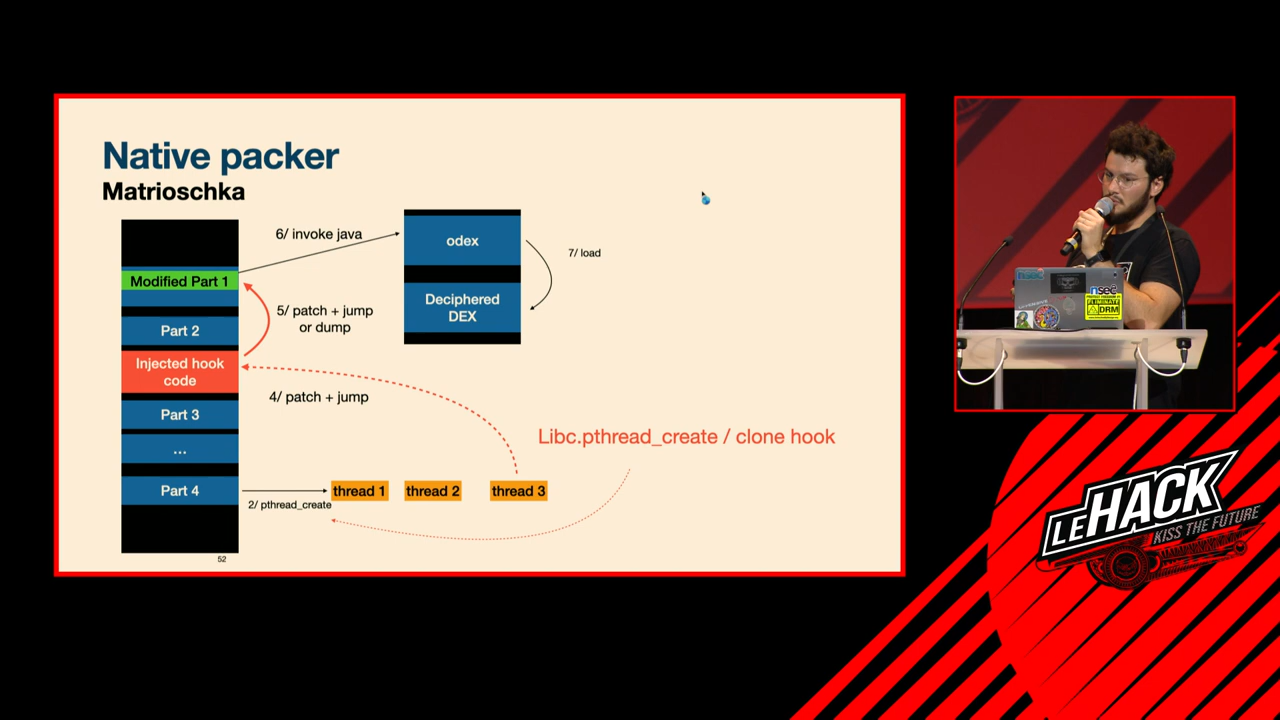 Native packer
Matrioschka
Modified Part 1
Part 2
Injected hook
code
Part 3
...
Part 4
6/ invoke java
5/ patch + jump
or dump
4/ patch + jump
2/ pthread_create
odex
Deciphered
DEX
7/ load
Libc.pthread_create / clone hook
thread 1
thread 2
thread 3
52
nsec
nsec
ELIMINATE
DRM
LEHACK
KISS THE FUTURE